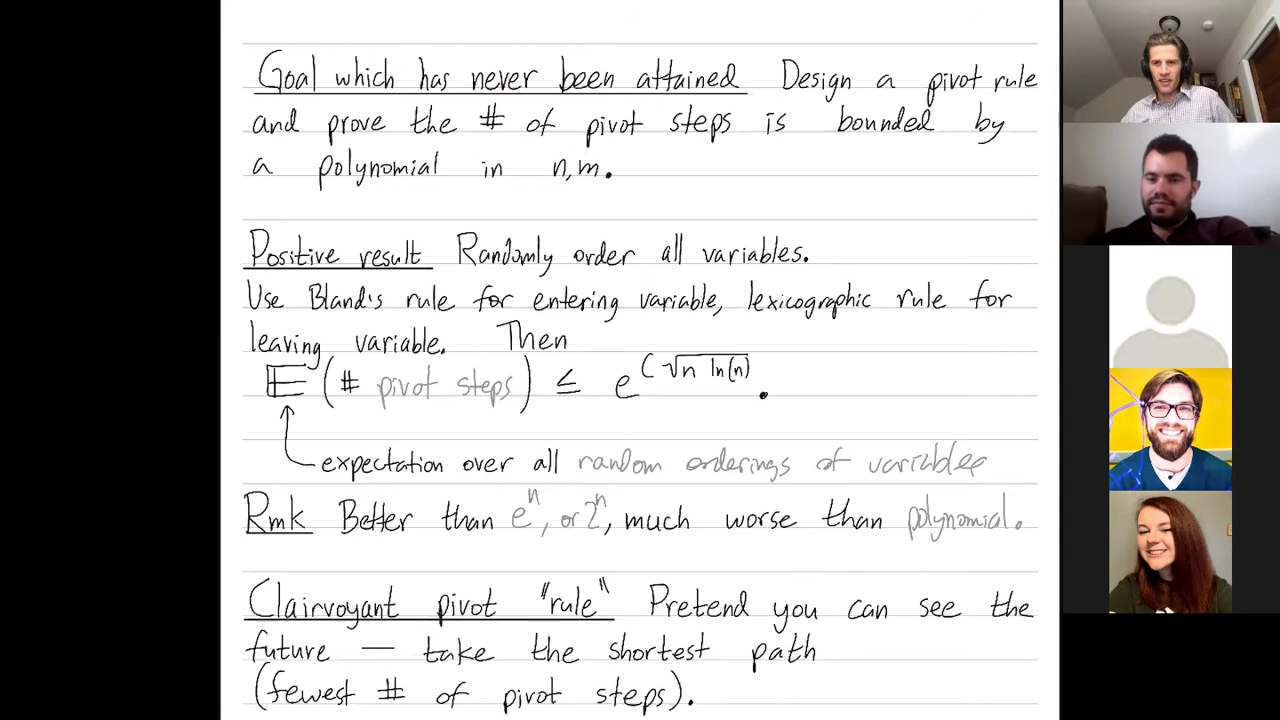 Goal which has never been attained Design a pivot rule
and prove the # of pivot steps is bounded by
a polynomial in n,m.
Positive result Randomly order all variables.
Use Bland's rule for entering variable, lexicographic rule for
leaving variable. Then
𝔼(# pivot steps) ≤ e^(C√(n ln(n))).
expectation over all random orderings of variables
Rmk Better than e^n, or 2^n, much worse than polynomial.
Clairvoyant pivot "rule" Pretend you can see the
future — take the shortest path
(fewest # of pivot steps).